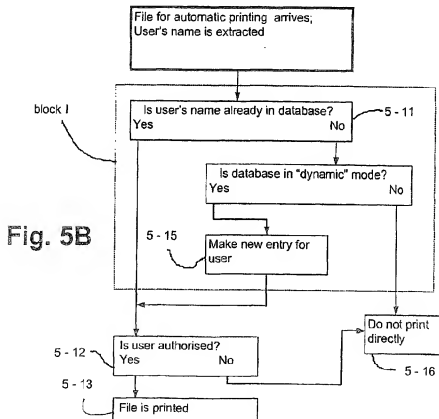 File for automatic printing arrives;
User's name is extracted
block I
Is user's name already in database?
Yes No
5 - 11
Is database in "dynamic" mode?
Yes No
Fig. 5B
5 - 15
Make new entry for
user
Is user authorised?
Yes No
5 - 12
Do not print
directly
5 - 16
5 - 13
File is printed